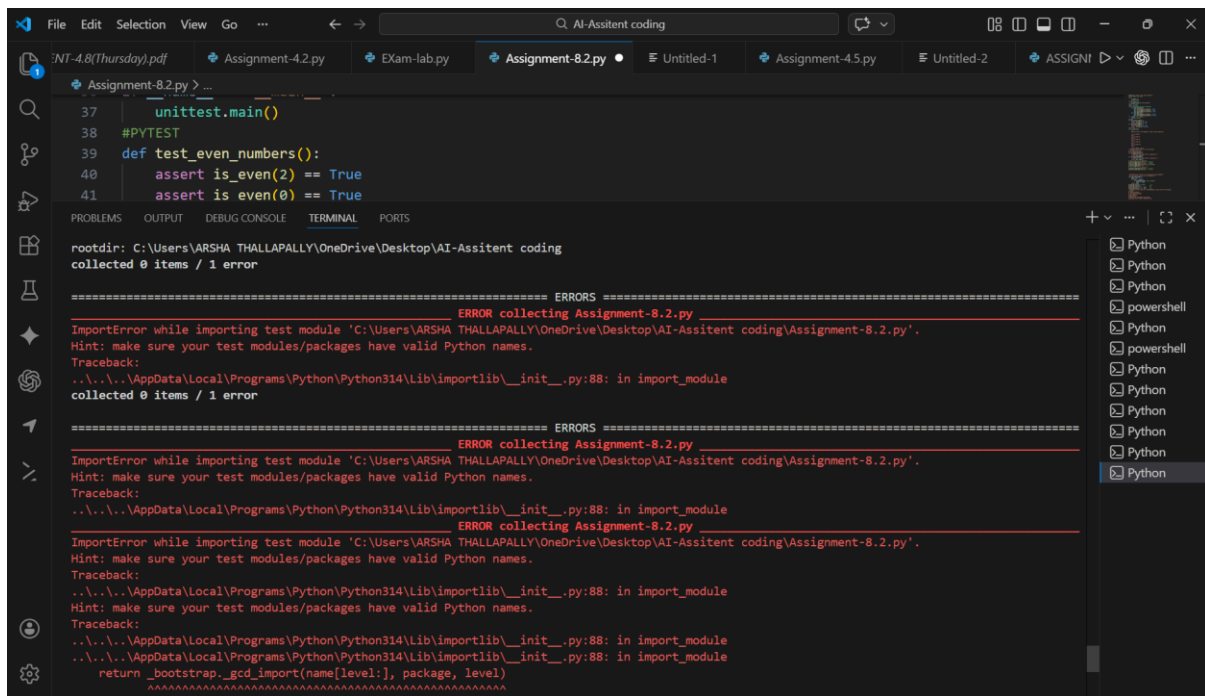 File Edit Selection View Go ··· ← → AI-Assitent coding
ENT-4.8(Thursday).pdf Assignment-4.2.py EXam-lab.py Assignment-8.2.py ● Untitled-1 Assignment-4.5.py Untitled-2 ASSIGNI
Assignment-8.2.py > ...
37 unittest.main()
38 #PYTEST
39 def test_even_numbers():
40 assert is_even(2) == True
41 assert is_even(0) == True
PROBLEMS OUTPUT DEBUG CONSOLE TERMINAL PORTS
rootdir: C:\Users\ARSHA THALLAPALLY\OneDrive\Desktop\AI-Assitent coding
collected 0 items / 1 error
ERRORS
ERROR collecting Assignment-8.2.py
ImportError while importing test module 'C:\Users\ARSHA THALLAPALLY\OneDrive\Desktop\AI-Assitent coding\Assignment-8.2.py'.
Hint: make sure your test modules/packages have valid Python names.
Traceback:
..\..\..\AppData\Local\Programs\Python\Python314\Lib\importlib\__init__.py:88: in import_module
collected 0 items / 1 error
ERRORS
ERROR collecting Assignment-8.2.py
ImportError while importing test module 'C:\Users\ARSHA THALLAPALLY\OneDrive\Desktop\AI-Assitent coding\Assignment-8.2.py'.
Hint: make sure your test modules/packages have valid Python names.
Traceback:
..\..\..\AppData\Local\Programs\Python\Python314\Lib\importlib\__init__.py:88: in import_module
ERROR collecting Assignment-8.2.py
ImportError while importing test module 'C:\Users\ARSHA THALLAPALLY\OneDrive\Desktop\AI-Assitent coding\Assignment-8.2.py'.
Hint: make sure your test modules/packages have valid Python names.
Traceback:
..\..\..\AppData\Local\Programs\Python\Python314\Lib\importlib\__init__.py:88: in import_module
Hint: make sure your test modules/packages have valid Python names.
Traceback:
..\..\..\AppData\Local\Programs\Python\Python314\Lib\importlib\__init__.py:88: in import_module
..\..\..\AppData\Local\Programs\Python\Python314\Lib\importlib\__init__.py:88: in import_module
return _bootstrap._gcd_import(name[level:], package, level)
^^^^^^^^^^^^^^^^^^^^^^^^^^^^^^^^^^^^^^^^^^^^^^^^^^^^
Python
Python
Python
powershell
Python
powershell
Python
Python
Python
Python
Python
Python
1